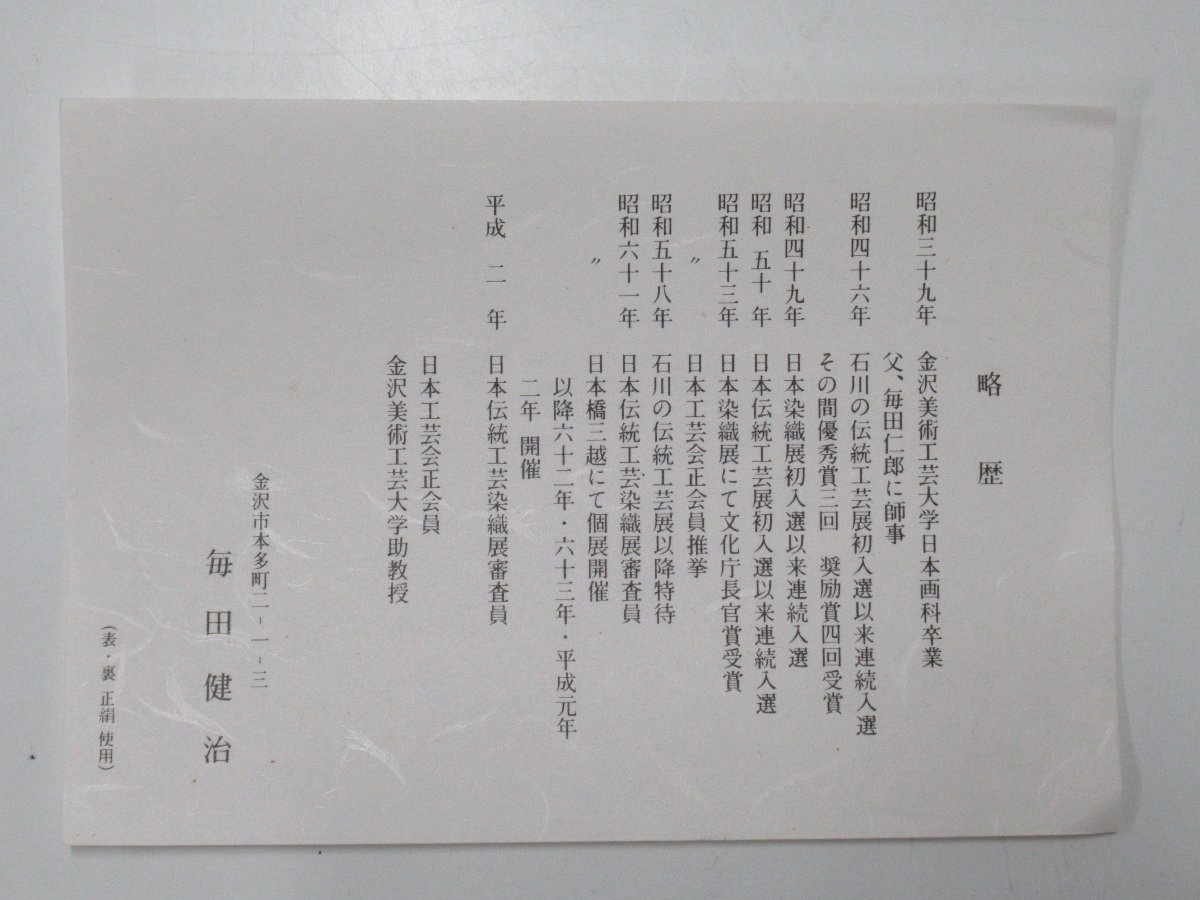 略歴
昭和三十九年 金沢美術工芸大学日本画科卒業
父、毎田仁郎に師事
昭和四十六年 石川の伝統工芸展初入選以来連続入選
その間優秀賞三回 奨励賞四回受賞
昭和四十九年 日本染織展初入選以来連続入選
昭和 五十 年 日本伝統工芸展初入選以来連続入選
昭和五十三年 日本染織展にて文化庁長官賞受賞
〃 日本工芸会正会員推挙
昭和五十八年 石川の伝統工芸展以降特待
昭和六十一年 日本伝統工芸染織展審査員
〃 日本橋三越にて個展開催
以降六十二年・六十三年・平成元年
二年 開催
平成 二 年 日本伝統工芸染織展審査員
日本工芸会正会員
金沢美術工芸大学助教授
金沢市本多町二-一-三
毎田健治
(表・裏 正絹 使用)